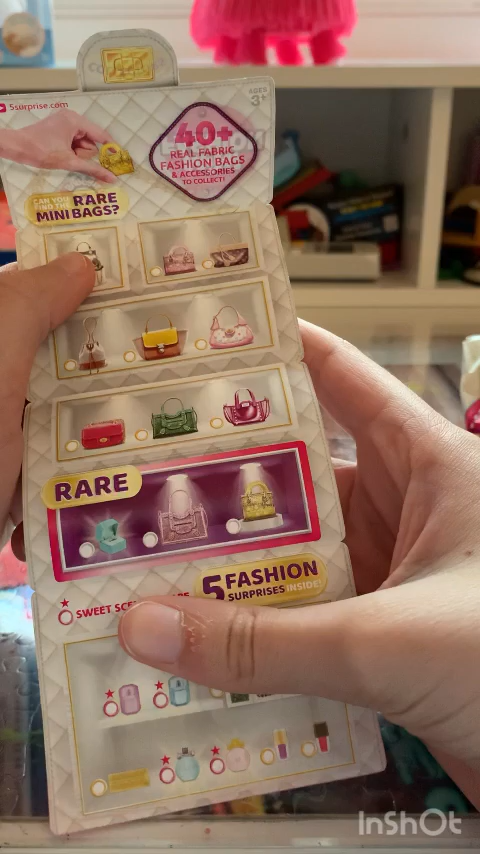 5surprise.com
AGES
3+
40+
REAL FABRIC
FASHION BAGS
& ACCESSORIES
TO COLLECT!
CAN YOU
FIND THE
RARE
MINI BAGS?
RARE
5 FASHION
SURPRISES INSIDE!
SWEET
InShOt